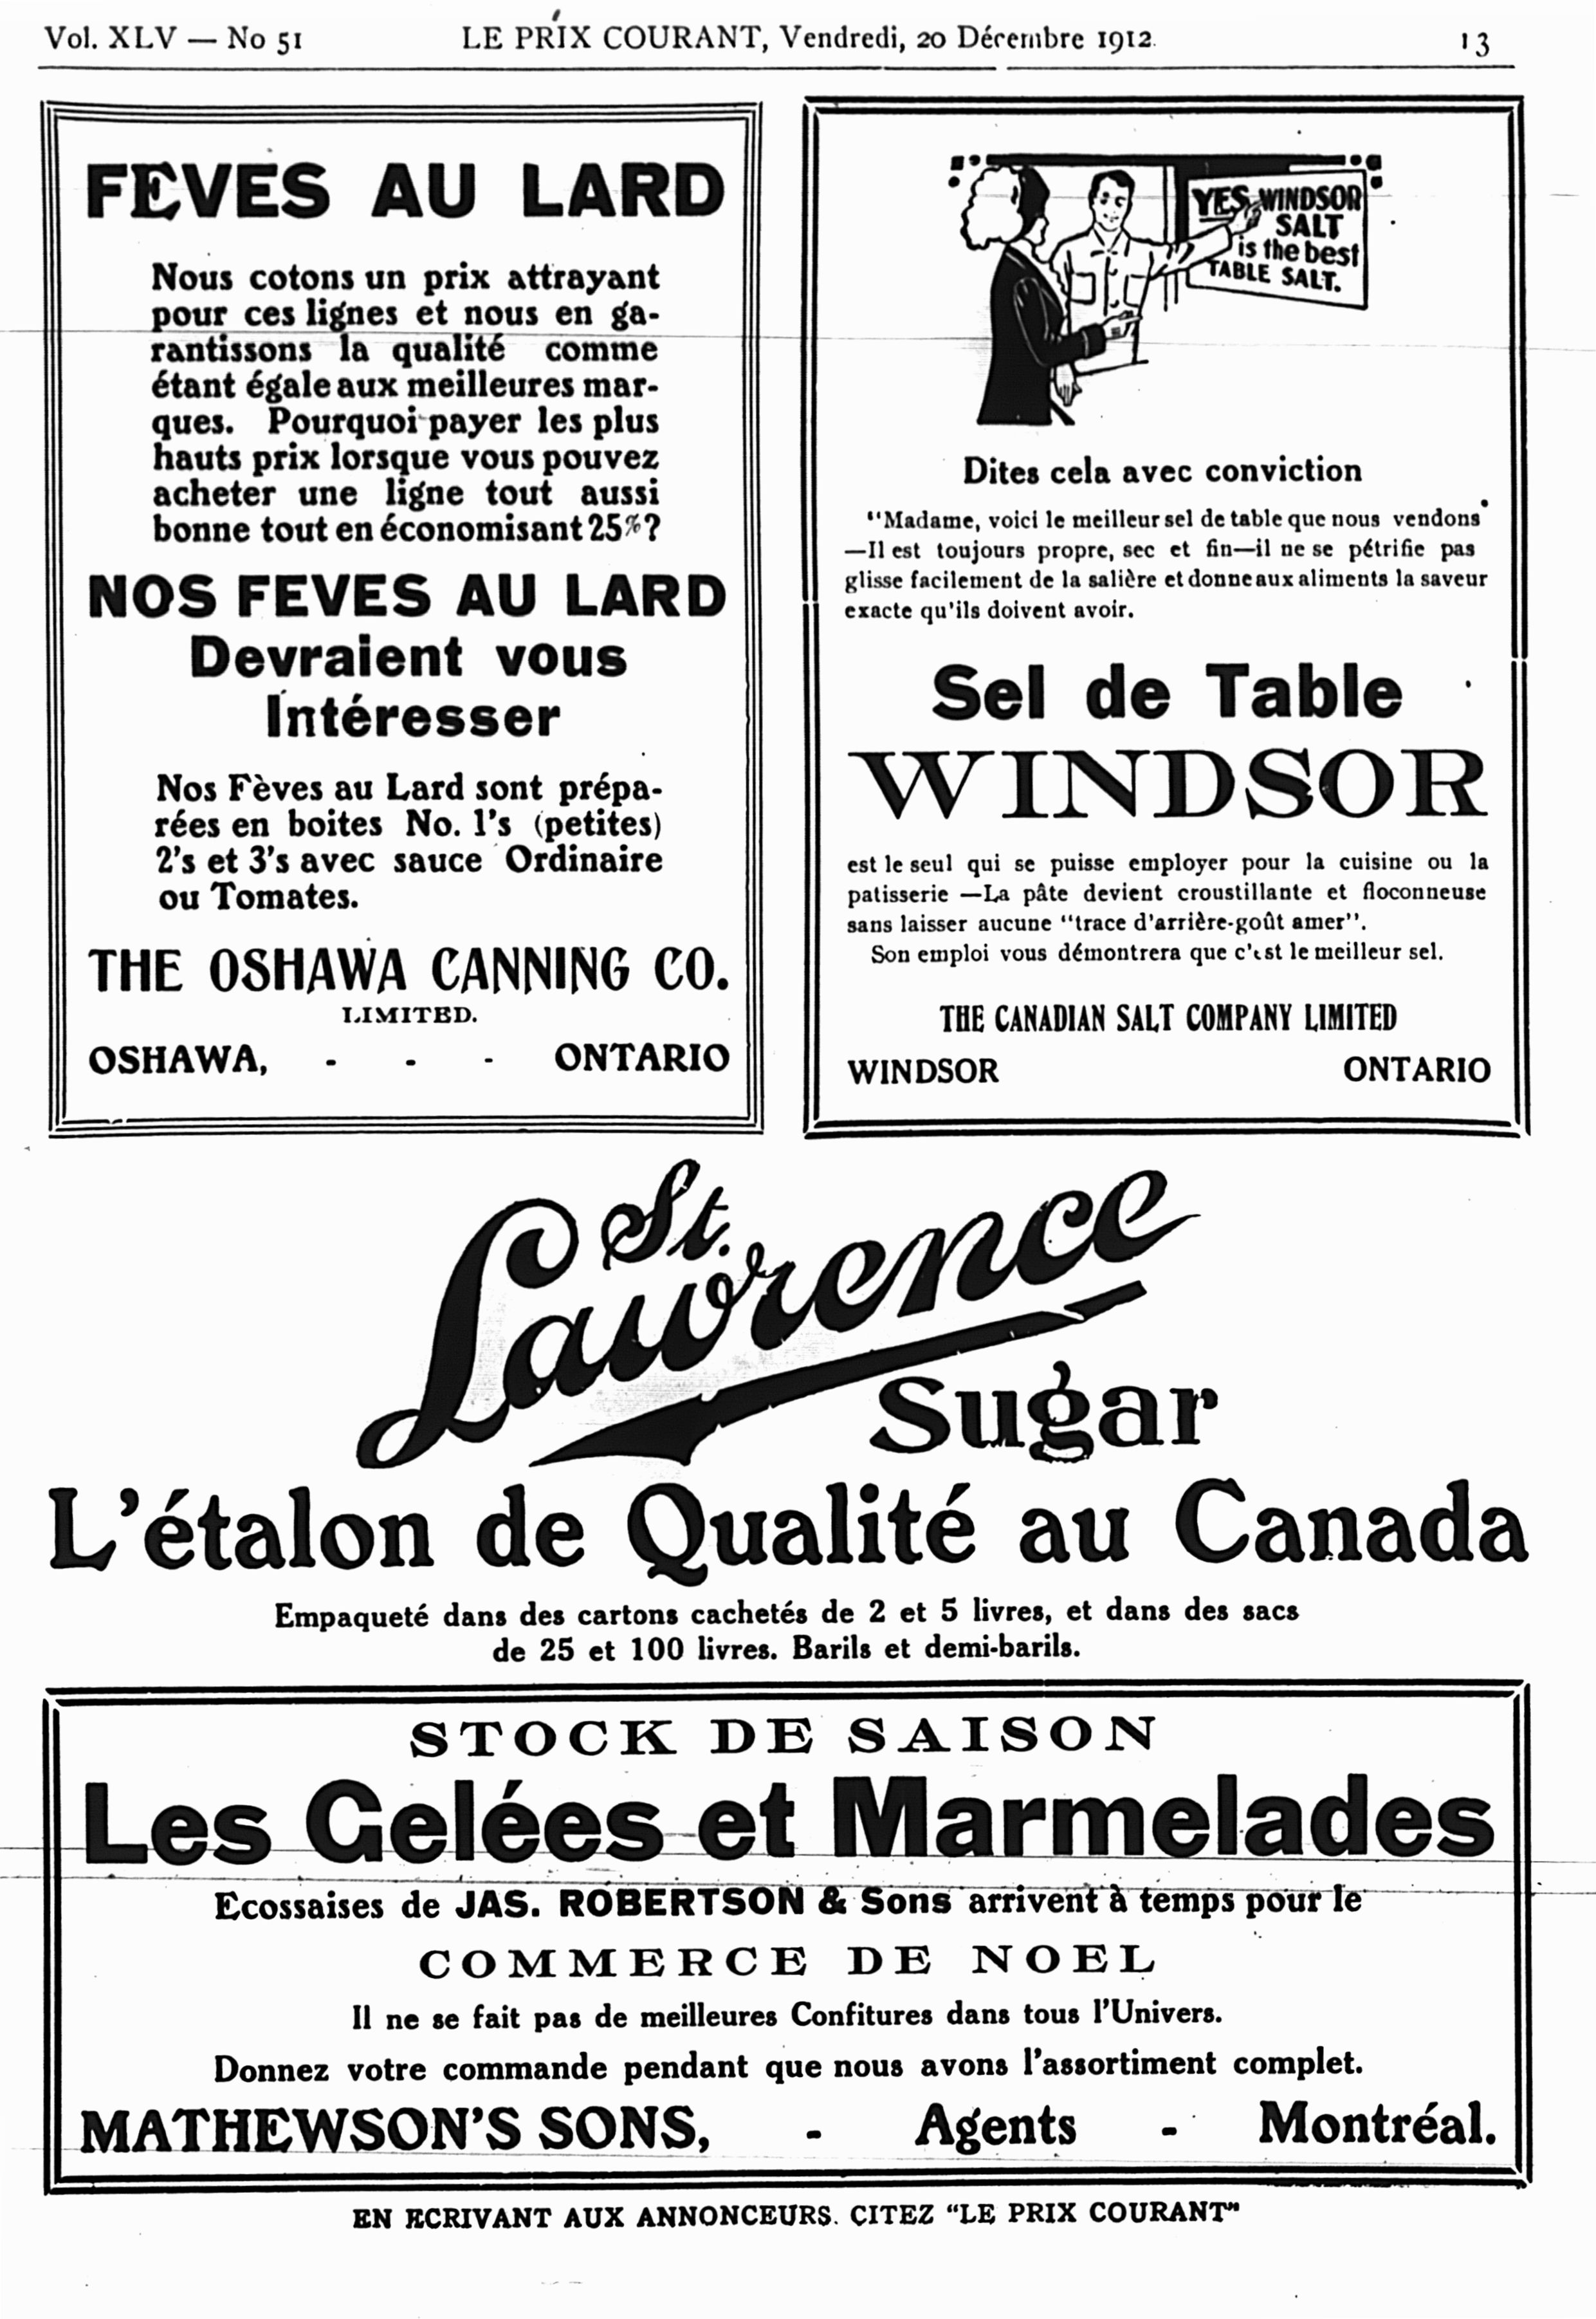 Vol. XLV — No 51 LE PRIX COURANT, Vendredi, 20 Décembre 1912. 13
FEVES AU LARD
Nous cotons un prix attrayant
pour ces lignes et nous en ga-
rantissons la qualité comme
étant égale aux meilleures mar-
ques. Pourquoi payer les plus
hauts prix lorsque vous pouvez
acheter une ligne tout aussi
bonne tout en économisant 25%?
NOS FEVES AU LARD
Devraient vous
Intéresser
Nos Fèves au Lard sont prépa-
rées en boites No. 1's (petites)
2's et 3's avec sauce Ordinaire
ou Tomates.
THE OSHAWA CANNING CO.
LIMITED.
OSHAWA, - - - ONTARIO
YES WINDSOR
SALT
is the best
TABLE SALT.
Dites cela avec conviction
"Madame, voici le meilleur sel de table que nous vendons
—Il est toujours propre, sec et fin—il ne se pétrifie pas
glisse facilement de la salière et donne aux aliments la saveur
exacte qu'ils doivent avoir.
Sel de Table
WINDSOR
est le seul qui se puisse employer pour la cuisine ou la
patisserie —La pâte devient croustillante et floconneuse
sans laisser aucune "trace d'arrière-goût amer".
Son emploi vous démontrera que c'est le meilleur sel.
THE CANADIAN SALT COMPANY LIMITED
WINDSOR ONTARIO
St.
Lawrence
Sugar
L'étalon de Qualité au Canada
Empaqueté dans des cartons cachetés de 2 et 5 livres, et dans des sacs
de 25 et 100 livres. Barils et demi-barils.
STOCK DE SAISON
Les Gelées et Marmelades
Ecossaises de JAS. ROBERTSON & Sons arrivent à temps pour le
COMMERCE DE NOEL
Il ne se fait pas de meilleures Confitures dans tous l'Univers.
Donnez votre commande pendant que nous avons l'assortiment complet.
MATHEWSON'S SONS, - Agents - Montréal.
EN ECRIVANT AUX ANNONCEURS. CITEZ "LE PRIX COURANT"